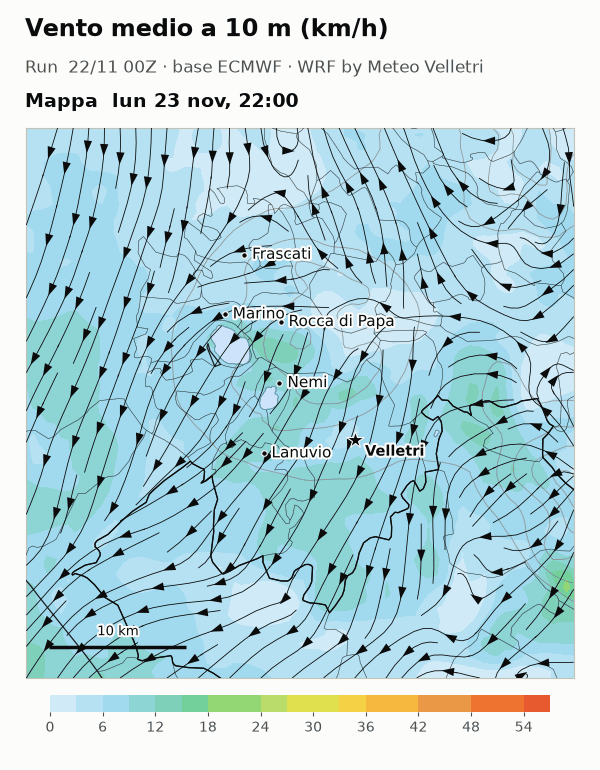 Vento medio a 10 m (km/h)
Run  22/11 00Z · base ECMWF · WRF by Meteo Velletri
Mappa  lun 23 nov, 22:00
Frascati
Marino
Rocca di Papa
Nemi
Velletri
Lanuvio
10 km
0 6 12 18 24 30 36 42 48 54